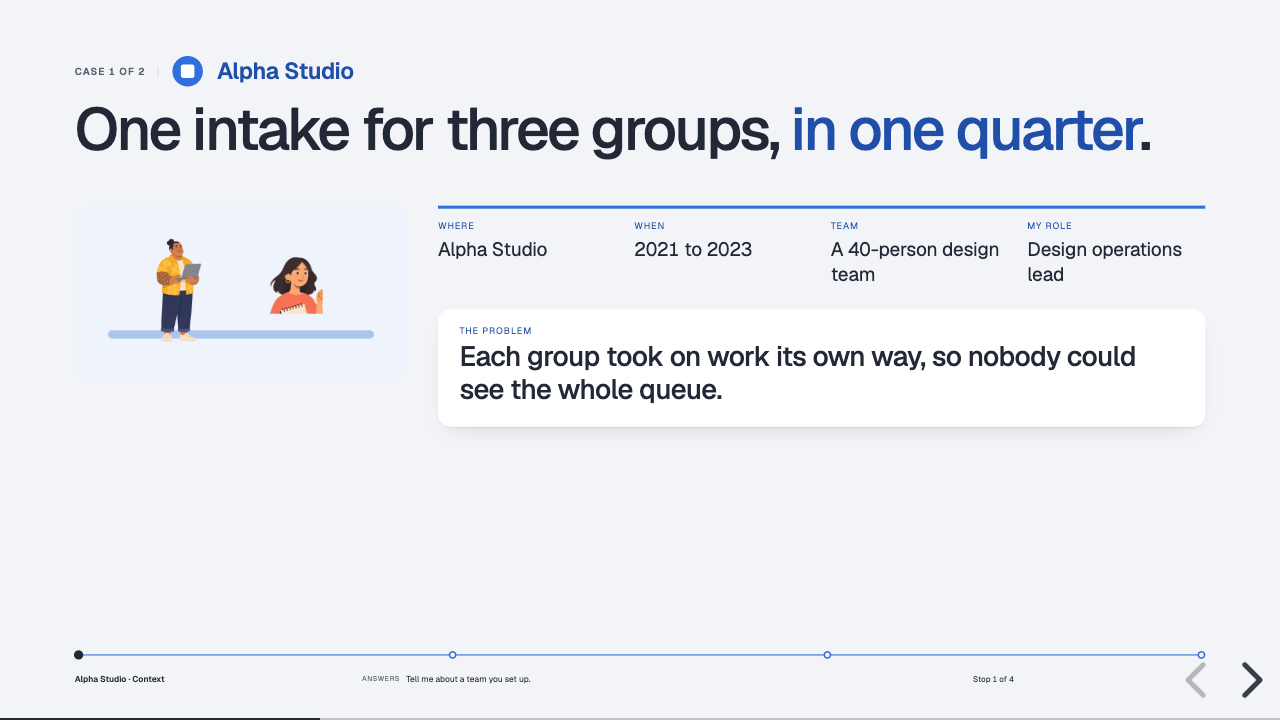 CASE 1 OF 2
Alpha Studio
One intake for three groups, in one quarter.
WHERE
Alpha Studio
WHEN
2021 to 2023
TEAM
A 40-person design
team
MY ROLE
Design operations
lead
THE PROBLEM
Each group took on work its own way, so nobody could
see the whole queue.
Alpha Studio · Context
ANSWERS Tell me about a team you set up.
Stop 1 of 4